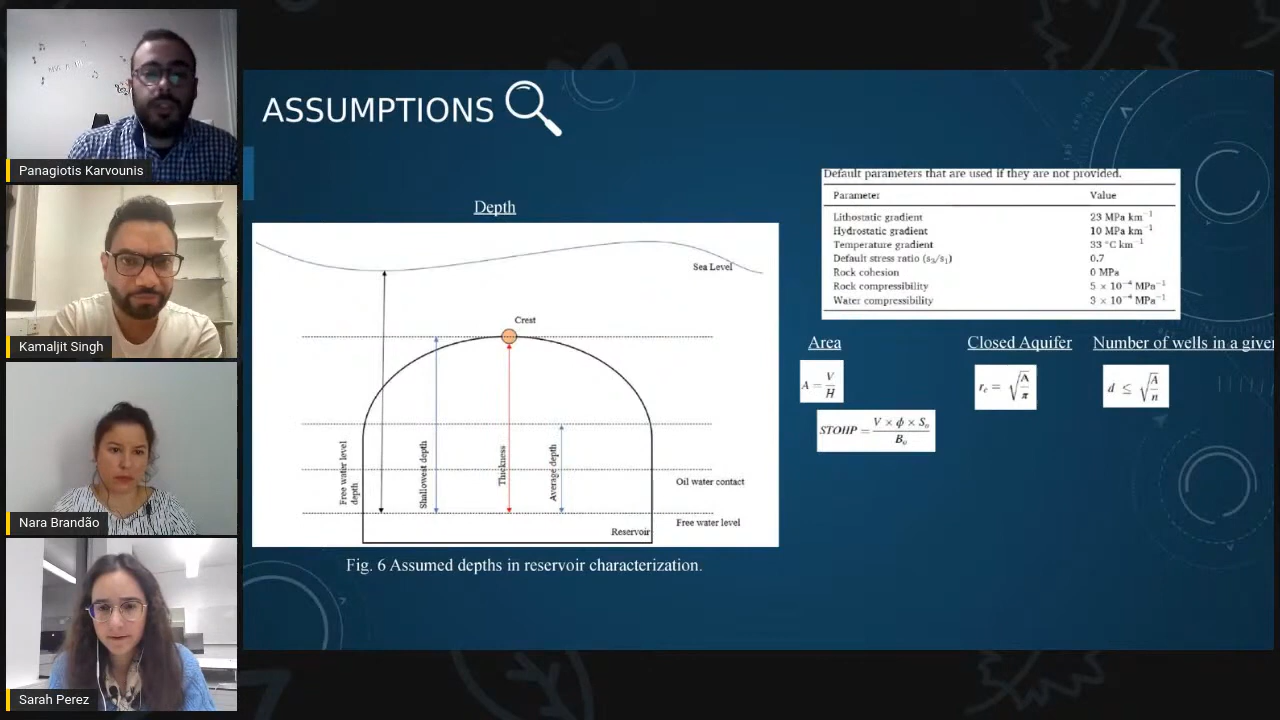 Panagiotis Karvounis
Kamaljit Singh
Nara Brandão
Sarah Perez
ASSUMPTIONS
Depth
Sea Level
Crest
Free water level depth
Shallowest depth
Thickness
Average depth
Oil water contact
Free water level
Reservoir
Fig. 6 Assumed depths in reservoir characterization.
Default parameters that are used if they are not provided.
Parameter Value
Lithostatic gradient 23 MPa km⁻¹
Hydrostatic gradient 10 MPa km⁻¹
Temperature gradient 33 °C km⁻¹
Default stress ratio (s₃/s₁) 0.7
Rock cohesion 0 MPa
Rock compressibility 5 × 10⁻⁴ MPa⁻¹
Water compressibility 3 × 10⁻⁴ MPa⁻¹
Area
A = V/H
STOHP = V × ϕ × Sₒ / Bₒ
Closed Aquifer
rₑ = √(A/π)
Number of wells in a given
d ≤ √(A/n)